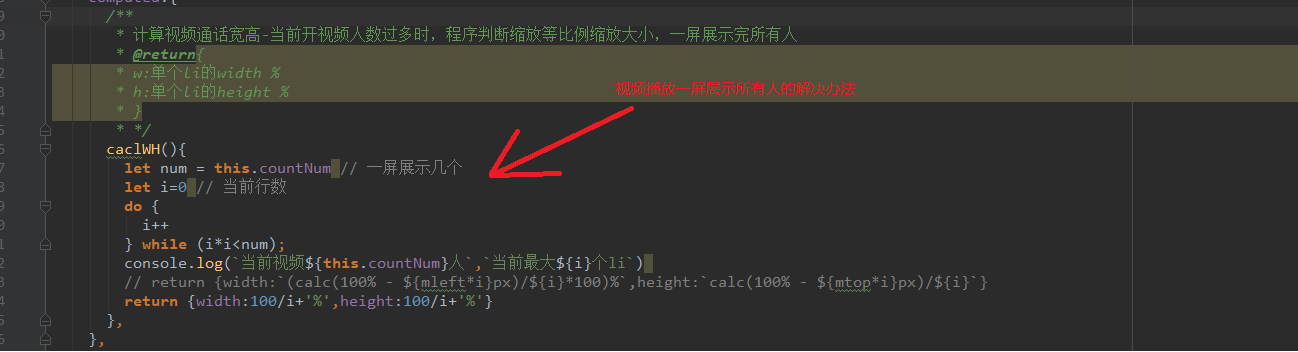 computed:{
/**
* 计算视频通话宽高-当前开视频人数过多时，程序判断缩放等比例缩放大小，一屏展示完所有人
* @return{
* w:单个li的width %
* h:单个li的height %
视频播放一屏展示所有人的解决办法
* }
* */
caclWH(){
let num = this.countNum // 一屏展示几个
let i=0 // 当前行数
do {
i++
} while (i*i<num);
console.log(`当前视频${this.countNum}人`,`当前最大${i}个li`)
// return {width:`(calc(100% - ${mleft*i}px)/${i}*100)%`,height:`calc(100% - ${mtop*i}px)/${i}`}
return {width:100/i+'%',height:100/i+'%'}
},
},